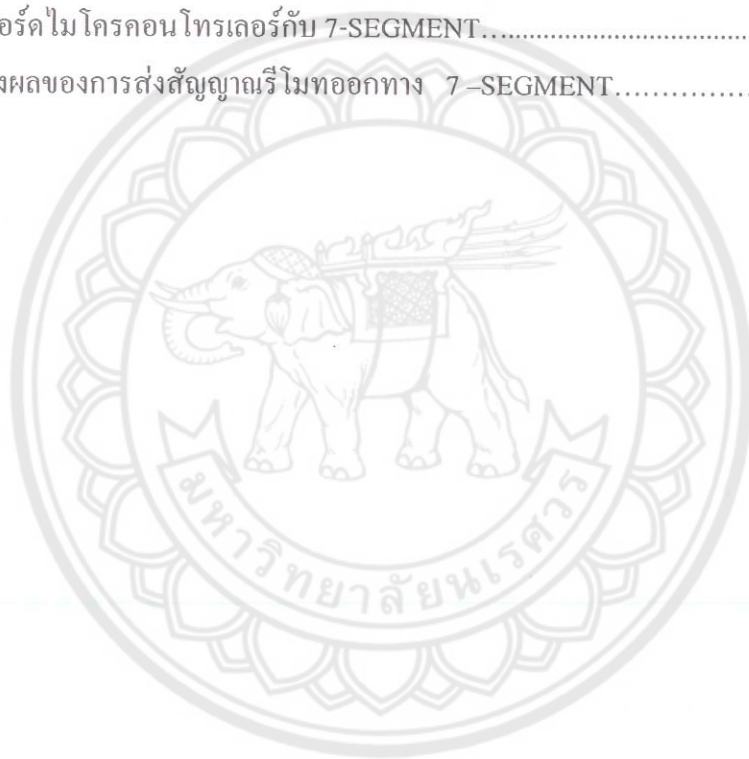 อร์ดไมโครคอนโทรเลอร์กับ 7-SEGMENT…............................................
งผลของการส่งสัญญาณรีโมทออกทาง 7 –SEGMENT……………
มหาวิทยาลัยนเรศวร